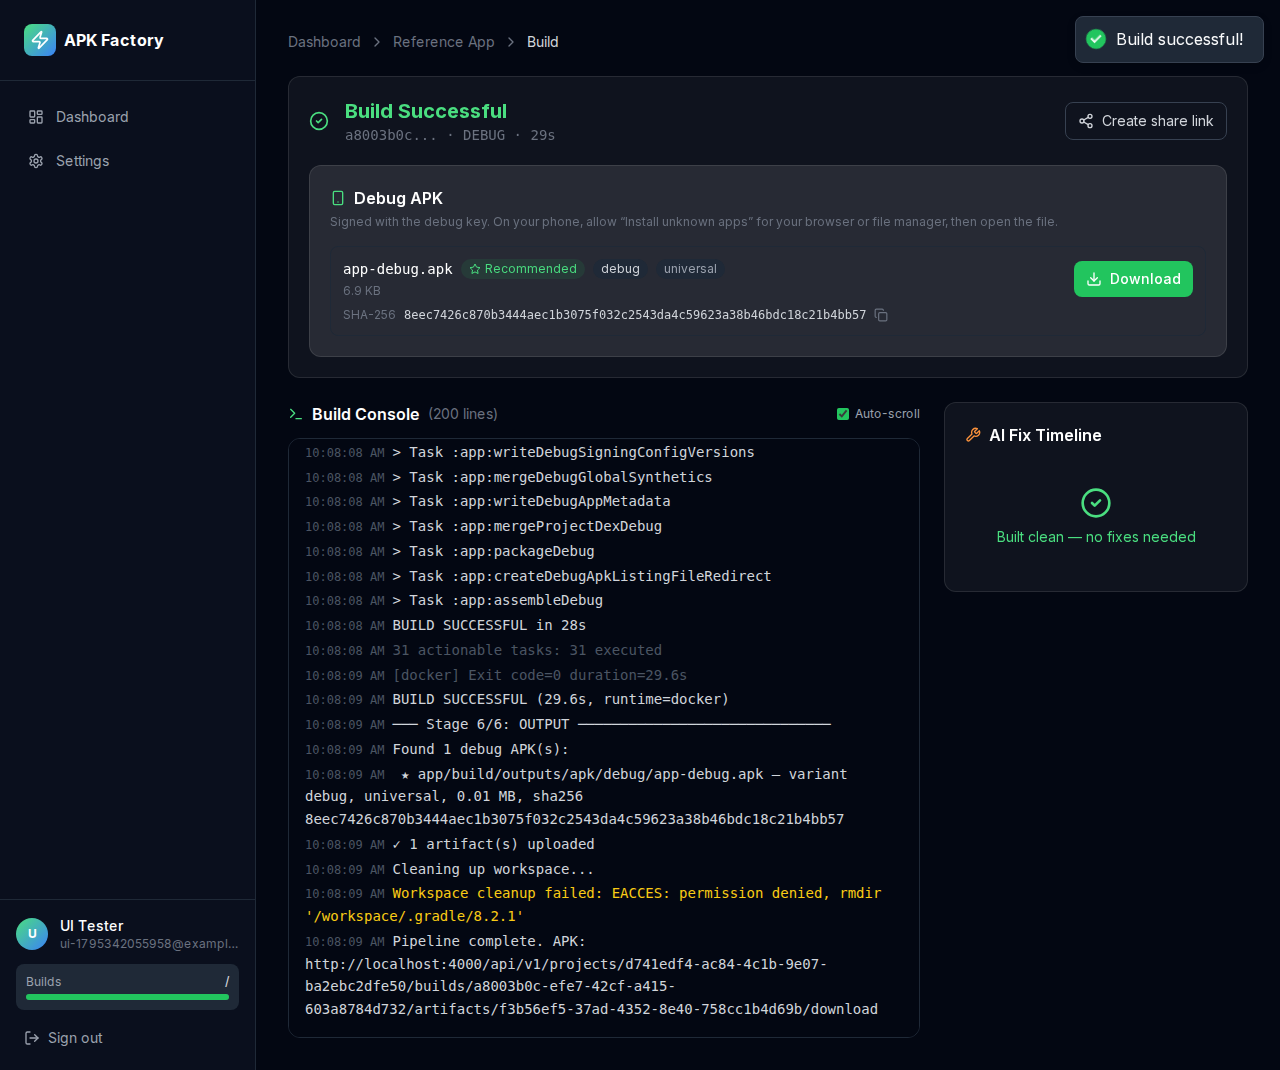 APK Factory
Dashboard
Settings
Dashboard > Reference App > Build
Build successful!
Build Successful
a8003b0c... · DEBUG · 29s
Create share link
Debug APK
Signed with the debug key. On your phone, allow “Install unknown apps” for your browser or file manager, then open the file.
app-debug.apk Recommended debug universal
6.9 KB
SHA-256 8eec7426c870b3444aec1b3075f032c2543da4c59623a38b46bdc18c21b4bb57
Download
Build Console (200 lines)
Auto-scroll
10:08:08 AM > Task :app:writeDebugSigningConfigVersions
10:08:08 AM > Task :app:mergeDebugGlobalSynthetics
10:08:08 AM > Task :app:writeDebugAppMetadata
10:08:08 AM > Task :app:mergeProjectDexDebug
10:08:08 AM > Task :app:packageDebug
10:08:08 AM > Task :app:createDebugApkListingFileRedirect
10:08:08 AM > Task :app:assembleDebug
10:08:08 AM BUILD SUCCESSFUL in 28s
10:08:08 AM 31 actionable tasks: 31 executed
10:08:09 AM [docker] Exit code=0 duration=29.6s
10:08:09 AM BUILD SUCCESSFUL (29.6s, runtime=docker)
10:08:09 AM ─── Stage 6/6: OUTPUT ──────────────────────────────
10:08:09 AM Found 1 debug APK(s):
10:08:09 AM ★ app/build/outputs/apk/debug/app-debug.apk — variant
debug, universal, 0.01 MB, sha256
8eec7426c870b3444aec1b3075f032c2543da4c59623a38b46bdc18c21b4bb57
10:08:09 AM ✓ 1 artifact(s) uploaded
10:08:09 AM Cleaning up workspace...
10:08:09 AM Workspace cleanup failed: EACCES: permission denied, rmdir
'/workspace/.gradle/8.2.1'
10:08:09 AM Pipeline complete. APK:
http://localhost:4000/api/v1/projects/d741edf4-ac84-4c1b-9e07-
ba2ebc2dfe50/builds/a8003b0c-efe7-42cf-a415-
603a8784d732/artifacts/f3b56ef5-37ad-4352-8e40-758cc1b4d69b/download
AI Fix Timeline
Built clean — no fixes needed
U
UI Tester
ui-1795342055958@exampl...
Builds /
Sign out